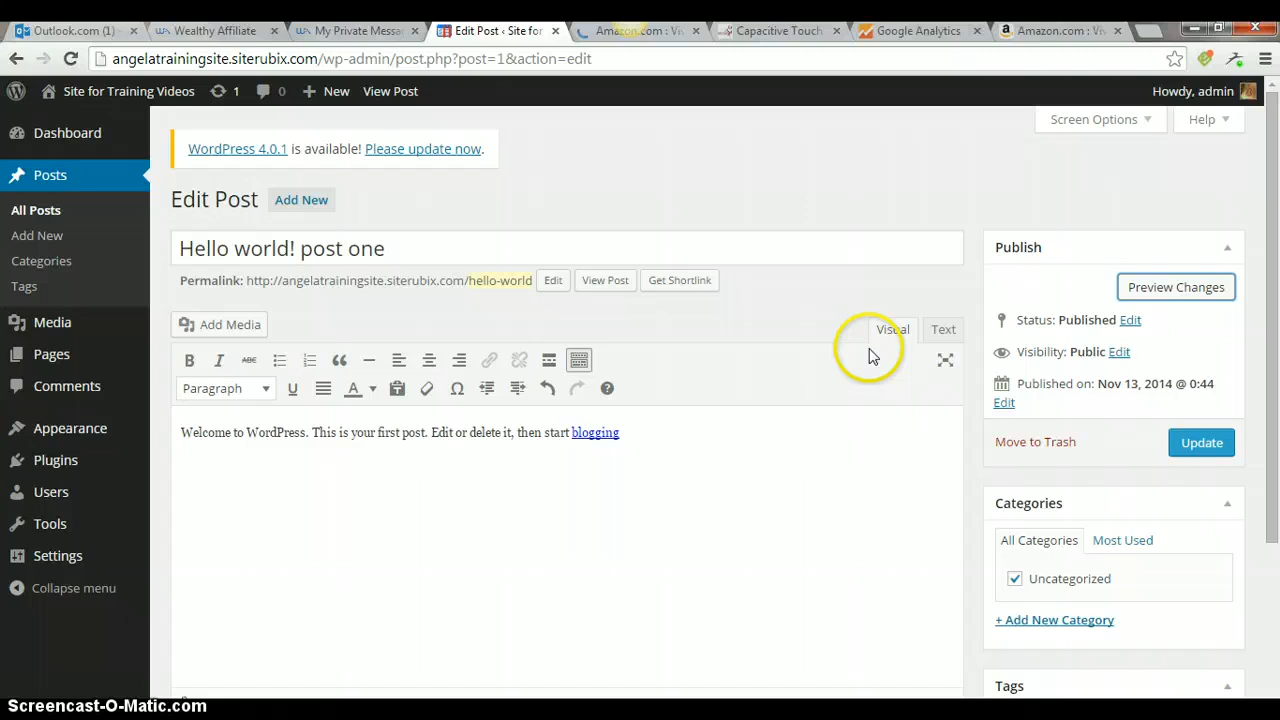 Outlook.com (1) Wealthy Affiliate My Private Messa Edit Post ‹ Site fo Amazon.com : Vi Capacitive Touch Google Analytics Amazon.com : Vi
angelatrainingsite.siterubix.com/wp-admin/post.php?post=1&action=edit
Site for Training Videos 1 0 New View Post Howdy, admin
Screen Options Help
WordPress 4.0.1 is available! Please update now.
Edit Post Add New
Hello world! post one
Permalink: http://angelatrainingsite.siterubix.com/hello-world Edit View Post Get Shortlink
Add Media Visual Text
B I ABC
Paragraph U A Ω
Welcome to WordPress. This is your first post. Edit or delete it, then start blogging
Dashboard
Posts
All Posts
Add New
Categories
Tags
Media
Pages
Comments
Appearance
Plugins
Users
Tools
Settings
Collapse menu
Publish
Preview Changes
Status: Published Edit
Visibility: Public Edit
Published on: Nov 13, 2014 @ 0:44
Edit
Move to Trash Update
Categories
All Categories Most Used
Uncategorized
+ Add New Category
Tags
Screencast-O-Matic.com